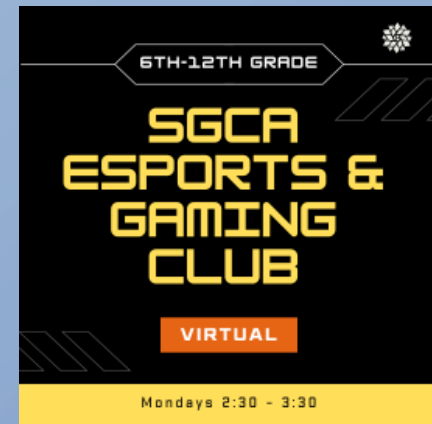 6TH-12TH GRADE
SGCA
ESPORTS &
GAMING
CLUB
VIRTUAL
Mondays 2:30 - 3:30